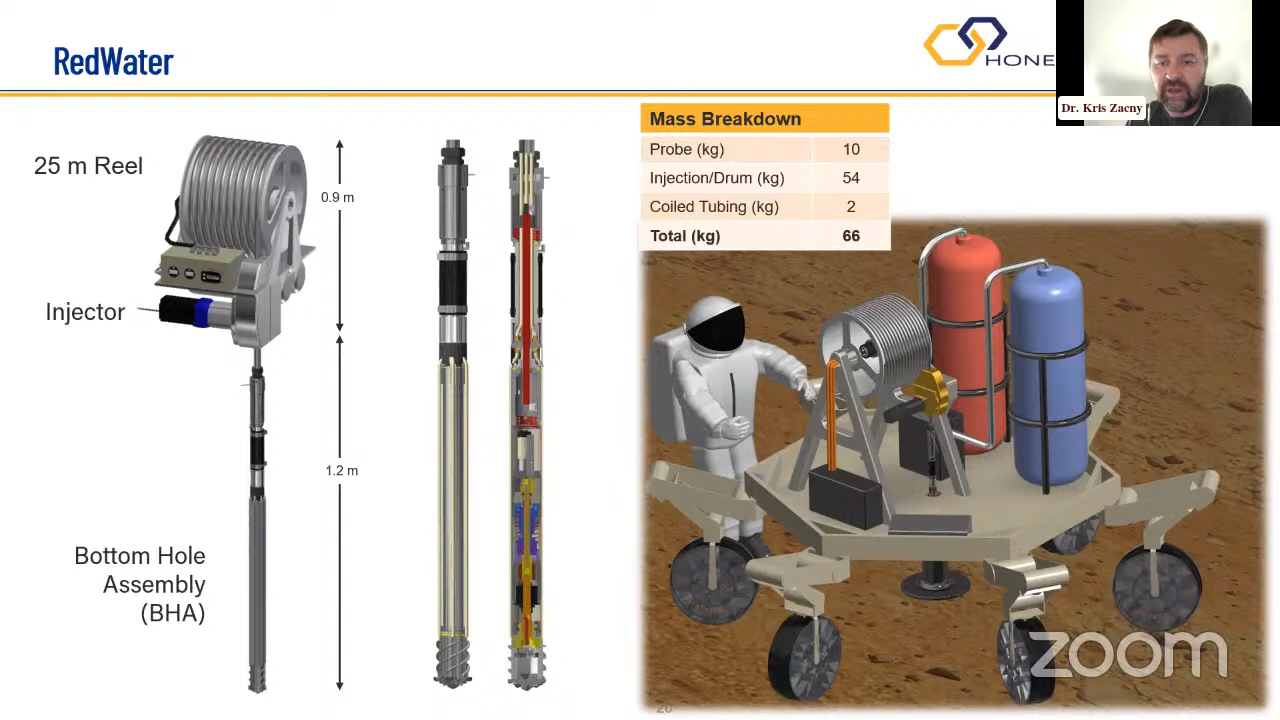 RedWater
HONE
Dr. Kris Zacny
25 m Reel
0.9 m
Injector
1.2 m
Bottom Hole
Assembly
(BHA)
Mass Breakdown
Probe (kg) 10
Injection/Drum (kg) 54
Coiled Tubing (kg) 2
Total (kg) 66
zoom
20